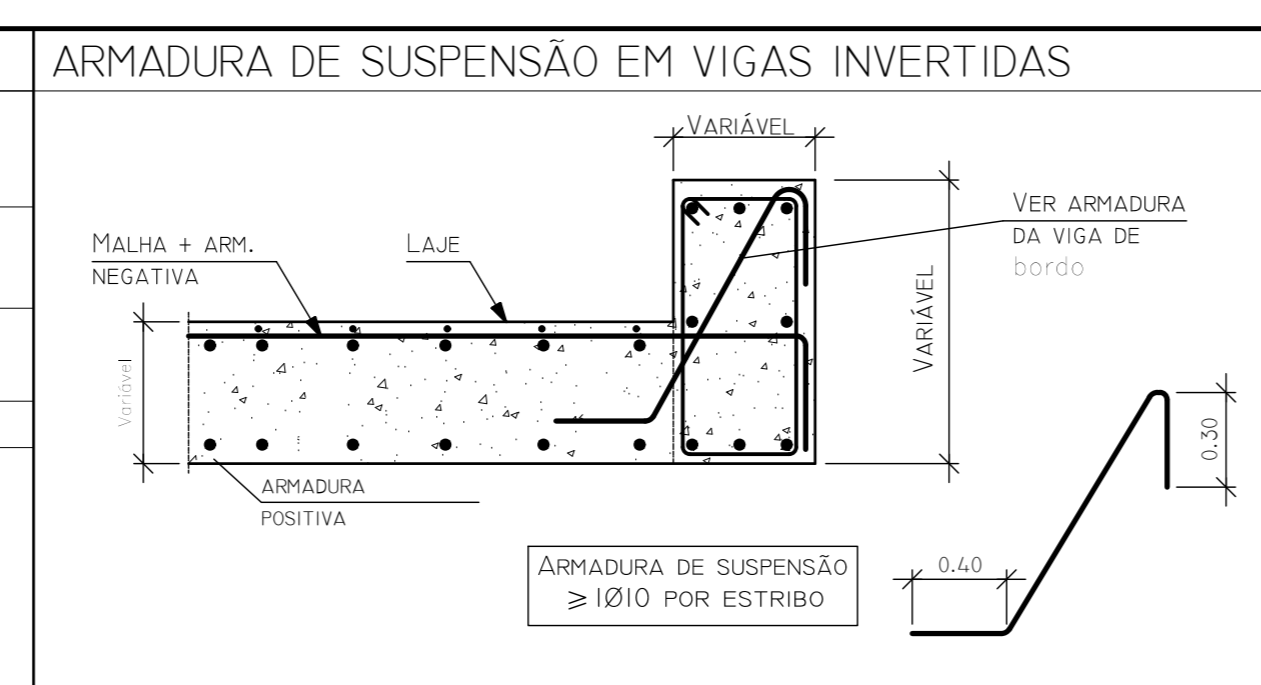 ARMADURA DE SUSPENSÃO EM VIGAS INVERTIDAS
VARIÁVEL
VER ARMADURA
DA VIGA DE
bordo
MALHA + ARM.
NEGATIVA
LAJE
VARIÁVEL
Variável
ARMADURA
POSITIVA
0.30
ARMADURA DE SUSPENSÃO
≥ 1Ø10 POR ESTRIBO
0.40